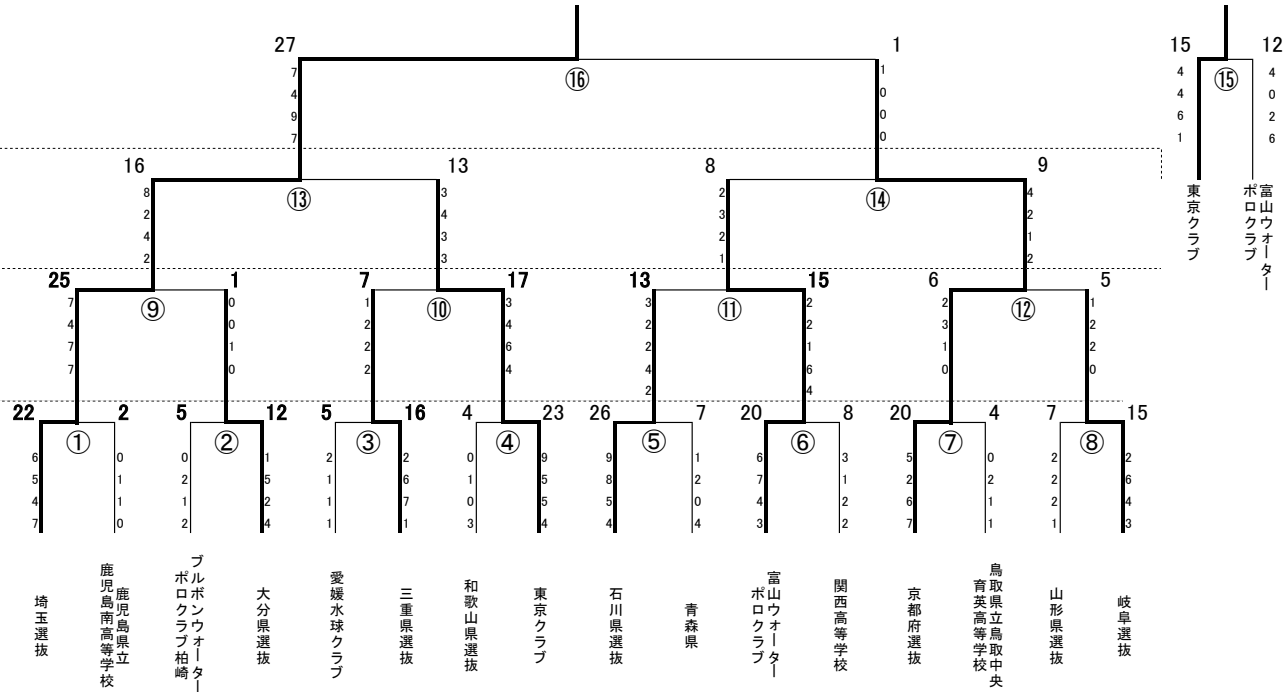 27 1 15 12
⑯ ⑮
7 1 4 4
4 0 4 0
9 0 6 2
7 0 1 6
16 13 8 9
⑬ ⑭
8 3 2 4
2 4 3 2
4 3 2 1
2 3 1 2
東京クラブ
富山ウォーター
ポロクラブ
25 1 7 17 13 15 6 5
⑨ ⑩ ⑪ ⑫
7 0 1 3 3 2 2 1
4 0 2 4 2 2 3 2
7 1 2 6 2 1 1 2
7 0 2 4 4 6 0 0
2 4
22 2 5 12 5 16 4 23 26 7 20 8 20 4 7 15
① ② ③ ④ ⑤ ⑥ ⑦ ⑧
6 0 0 1 2 2 0 9 9 1 6 3 5 0 2 2
5 1 2 5 1 6 1 5 8 2 7 1 2 2 2 6
4 1 1 2 1 7 0 5 5 0 4 2 6 1 2 4
7 0 2 4 1 1 3 4 4 4 3 2 7 1 1 3
埼玉選抜
鹿児島県立
鹿児島南高等学校
ブルボンウォーター
ポロクラブ柏崎
大分県選抜
愛媛水球クラブ
三重県選抜
和歌山県選抜
東京クラブ
石川県選抜
青森県
富山ウォーター
ポロクラブ
関西高等学校
京都府選抜
鳥取県立鳥取中央
育英高等学校
山形県選抜
岐阜選抜